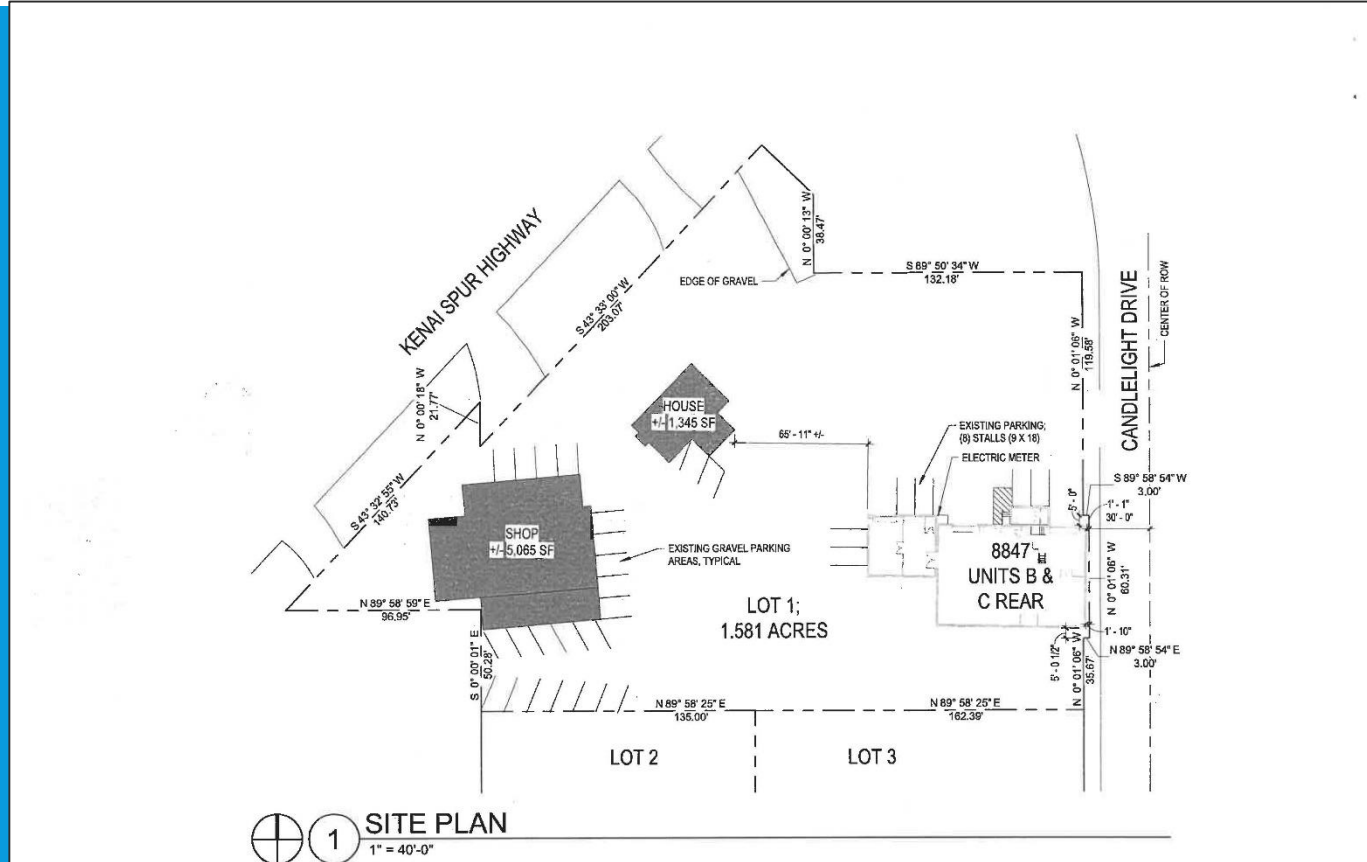 KENAI SPUR HIGHWAY
S 43° 33' 00" W
203.07'
N 0° 00' 13" W
38.47'
EDGE OF GRAVEL
S 89° 50' 34" W
132.18'
N 0° 01' 06" W
119.58'
CANDLELIGHT DRIVE
CENTER OF ROW
N 0° 00' 18" W
21.77'
S 43° 32' 55" W
140.73'
HOUSE
+/- 1,345 SF
65' - 11" +/-
EXISTING PARKING;
(8) STALLS (9 X 18)
ELECTRIC METER
S 89° 58' 54" W
3.00'
5' - 0"
1' - 1"
30' - 0"
SHOP
+/- 5,065 SF
EXISTING GRAVEL PARKING
AREAS, TYPICAL
8847
UNITS B &
C REAR
N 0° 01' 06" W
60.31'
N 89° 58' 59" E
96.95'
LOT 1;
1.581 ACRES
1' - 10"
N 89° 58' 54" E
3.00'
5' - 0 1/2"
N 0° 01' 06" W
35.67'
S 0° 00' 01" E
50.28'
N 89° 58' 25" E
135.00'
N 89° 58' 25" E
162.39'
LOT 2
LOT 3
1
SITE PLAN
1" = 40'-0"